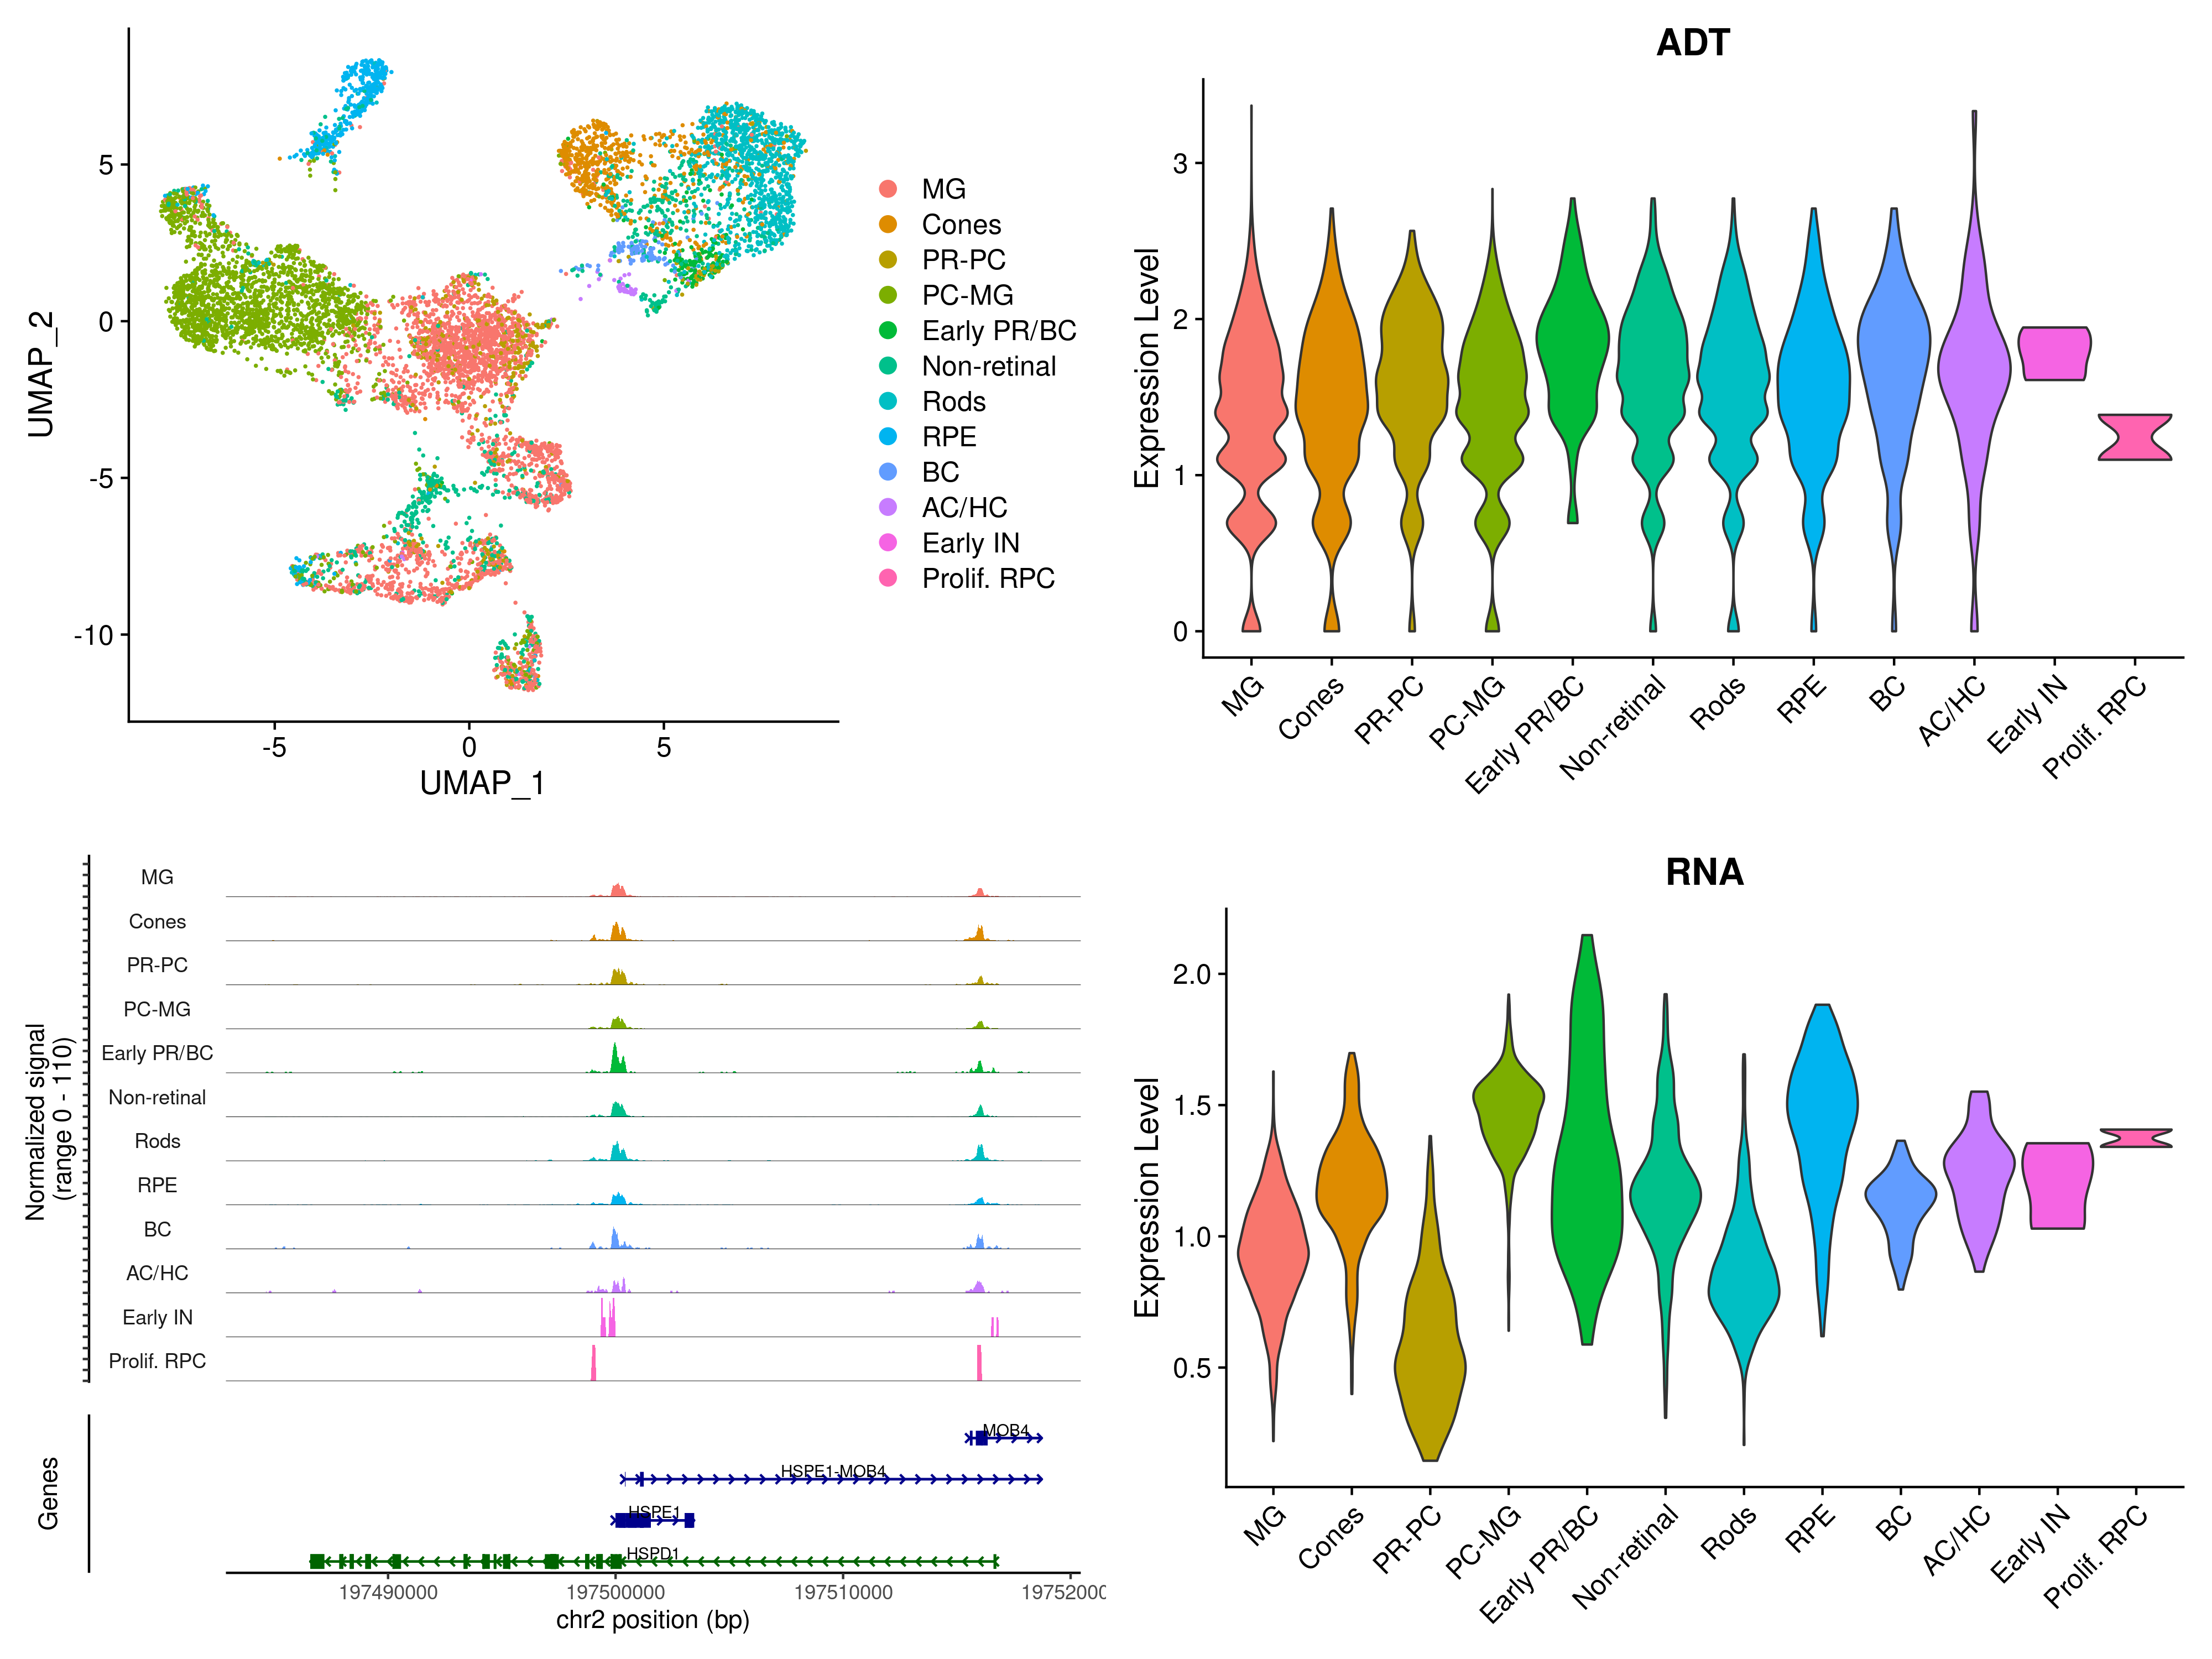 UMAP_2
5
0
-5
-10
-5
0
5
UMAP_1
MG
Cones
PR-PC
PC-MG
Early PR/BC
Non-retinal
Rods
RPE
BC
AC/HC
Early IN
Prolif. RPC
ADT
Expression Level
3
2
1
0
MG
Cones
PR-PC
PC-MG
Early PR/BC
Non-retinal
Rods
RPE
BC
AC/HC
Early IN
Prolif. RPC
Normalized signal
(range 0 - 110)
MG
Cones
PR-PC
PC-MG
Early PR/BC
Non-retinal
Rods
RPE
BC
AC/HC
Early IN
Prolif. RPC
Genes
MOB4
HSPE1-MOB4
HSPE1
HSPD1
197490000
197500000
197510000
19752000
chr2 position (bp)
RNA
Expression Level
2.0
1.5
1.0
0.5
MG
Cones
PR-PC
PC-MG
Early PR/BC
Non-retinal
Rods
RPE
BC
AC/HC
Early IN
Prolif. RPC